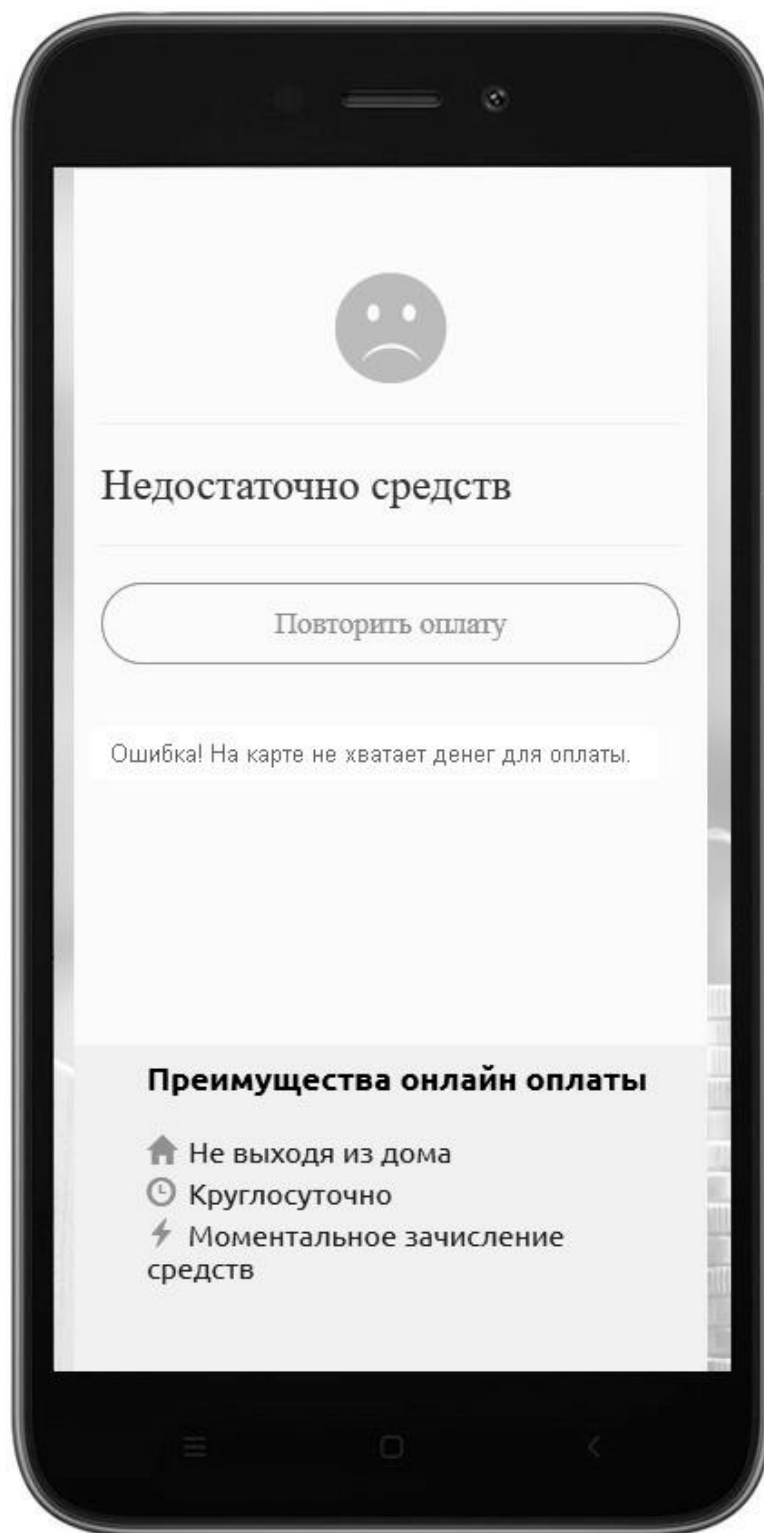 Недостаточно средств
Повторить оплату
Ошибка! На карте не хватает денег для оплаты.
Преимущества онлайн оплаты
Не выходя из дома
Круглосуточно
Моментальное зачисление
средств